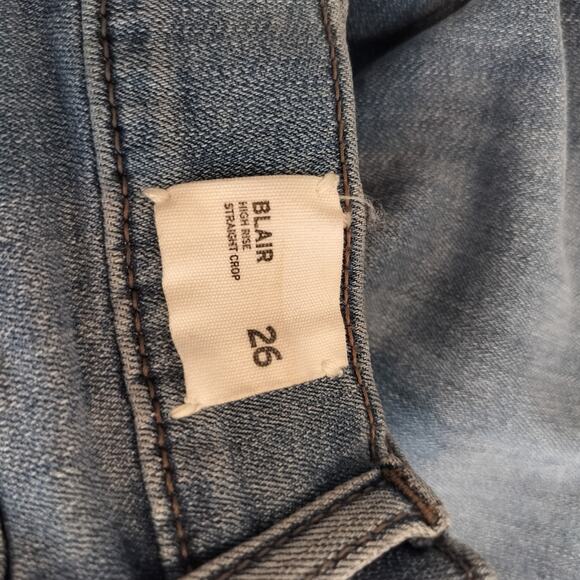 BLAIR
HIGH RISE
STRAIGHT CROP
26